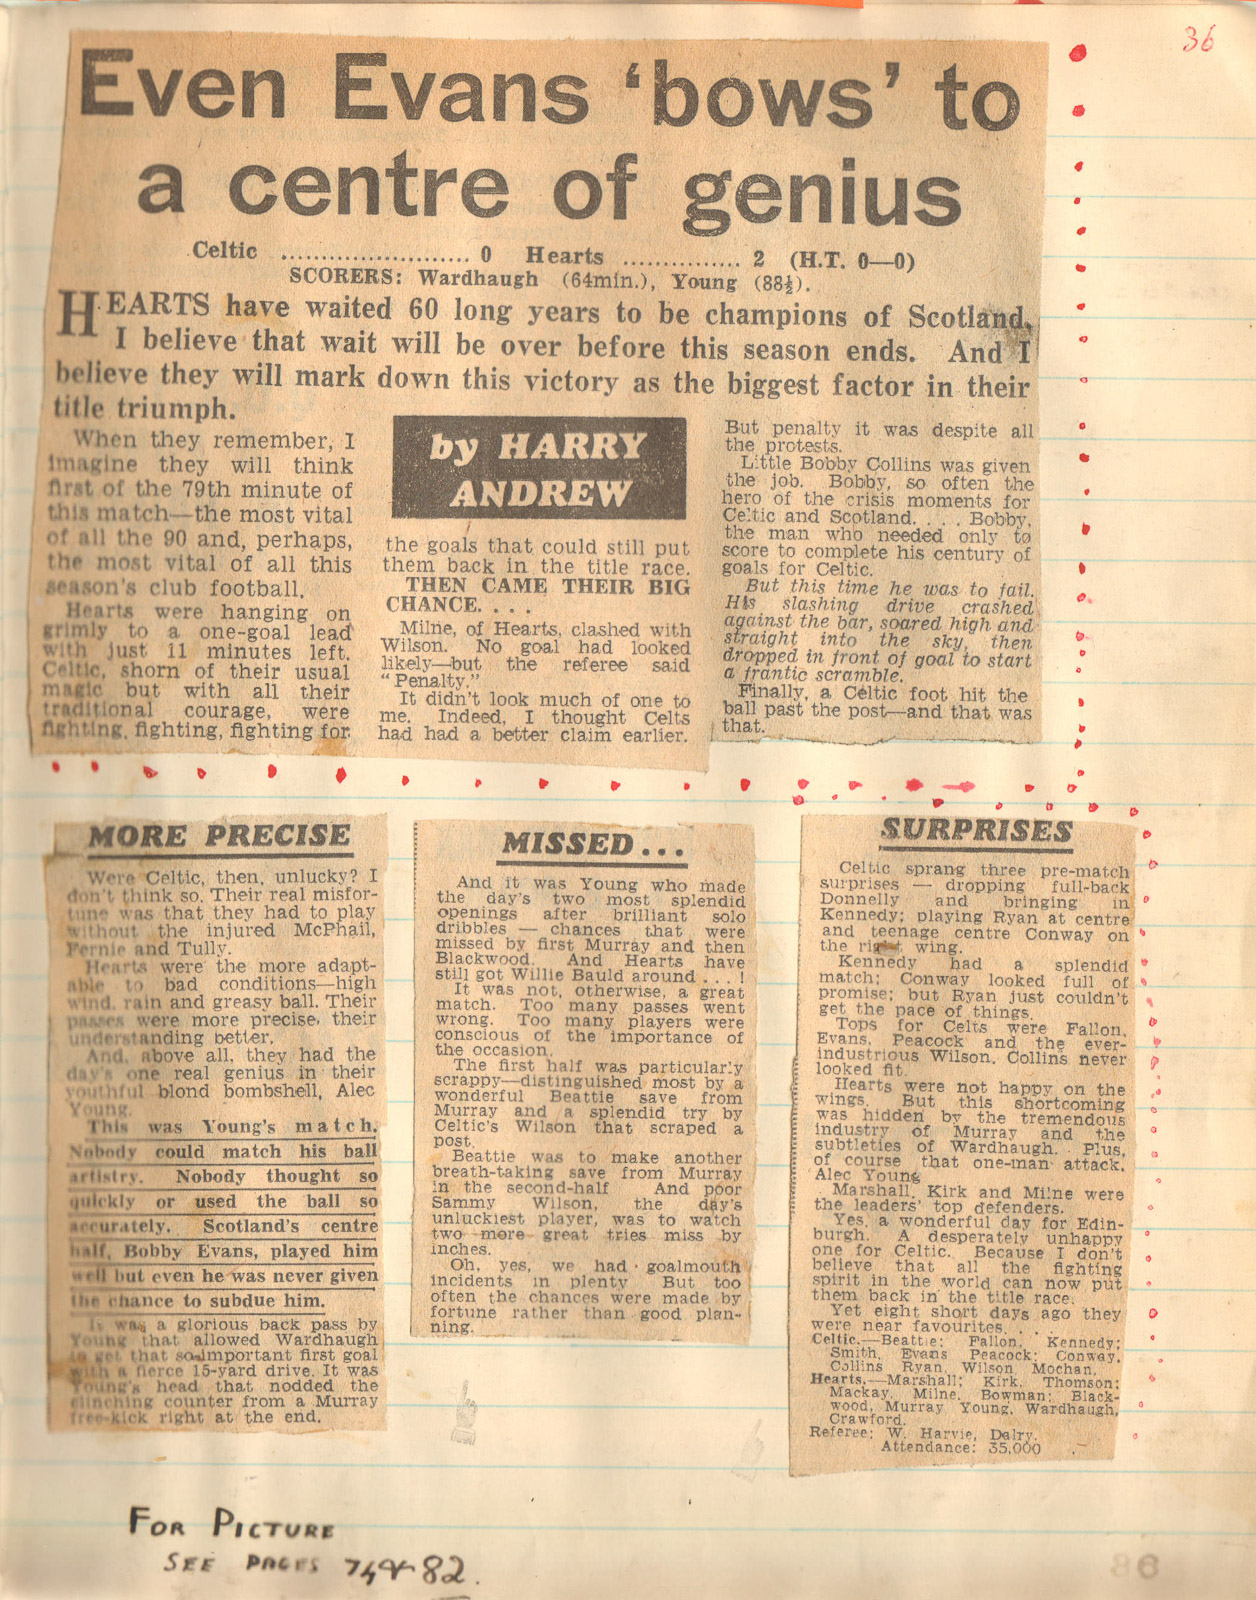 36
Even Evans ‘bows’ to
a centre of genius
Celtic ........................ 0 Hearts ............... 2 (H.T. 0—0)
SCORERS: Wardhaugh (64min.), Young (88½).
HEARTS have waited 60 long years to be champions of Scotland.
I believe that wait will be over before this season ends. And I
believe they will mark down this victory as the biggest factor in their
title triumph.
When they remember, I
imagine they will think
first of the 79th minute of
this match—the most vital
of all the 90 and, perhaps,
the most vital of all this
season's club football.
Hearts were hanging on
grimly to a one-goal lead
with just 11 minutes left.
Celtic, shorn of their usual
magic but with all their
traditional courage, were
fighting, fighting, fighting for
by HARRY
ANDREW
the goals that could still put
them back in the title race.
THEN CAME THEIR BIG
CHANCE. . . .
Milne, of Hearts, clashed with
Wilson. No goal had looked
likely—but the referee said
“Penalty.”
It didn't look much of one to
me. Indeed, I thought Celts
had had a better claim earlier.
But penalty it was despite all
the protests.
Little Bobby Collins was given
the job. Bobby, so often the
hero of the crisis moments for
Celtic and Scotland. . . . Bobby,
the man who needed only to
score to complete his century of
goals for Celtic.
But this time he was to fail.
His slashing drive crashed
against the bar, soared high and
straight into the sky, then
dropped in front of goal to start
a frantic scramble.
Finally, a Celtic foot hit the
ball past the post—and that was
that.
MORE PRECISE
Were Celtic, then, unlucky? I
don't think so. Their real misfor-
tune was that they had to play
without the injured McPhail,
Fernie and Tully.
Hearts were the more adapt-
able to bad conditions—high
wind, rain and greasy ball. Their
passes were more precise, their
understanding better.
And, above all, they had the
day's one real genius in their
youthful blond bombshell, Alec
Young.
This was Young's match.
Nobody could match his ball
artistry. Nobody thought so
quickly or used the ball so
accurately. Scotland's centre
half, Bobby Evans, played him
well but even he was never given
the chance to subdue him.
It was a glorious back pass by
Young that allowed Wardhaugh
to get that so-important first goal
with a fierce 15-yard drive. It was
Young's head that nodded the
clinching counter from a Murray
free-kick right at the end.
MISSED...
And it was Young who made
the day's two most splendid
openings after brilliant solo
dribbles — chances that were
missed by first Murray and then
Blackwood. And Hearts have
still got Willie Bauld around . . . !
It was not, otherwise, a great
match. Too many passes went
wrong. Too many players were
conscious of the importance of
the occasion.
The first half was particularly
scrappy—distinguished most by a
wonderful Beattie save from
Murray and a splendid try by
Celtic's Wilson that scraped a
post.
Beattie was to make another
breath-taking save from Murray
in the second-half And poor
Sammy Wilson, the day's
unluckiest player, was to watch
two more great tries miss by
inches.
Oh, yes, we had goalmouth
incidents in plenty But too
often the chances were made by
fortune rather than good plan-
ning.
SURPRISES
Celtic sprang three pre-match
surprises — dropping full-back
Donnelly and bringing in
Kennedy; playing Ryan at centre
and teenage centre Conway on
the right wing.
Kennedy had a splendid
match; Conway looked full of
promise; but Ryan just couldn't
get the pace of things.
Tops for Celts were Fallon,
Evans, Peacock and the ever-
industrious Wilson. Collins never
looked fit.
Hearts were not happy on the
wings. But this shortcoming
was hidden by the tremendous
industry of Murray and the
subtleties of Wardhaugh. Plus,
of course that one-man attack,
Alec Young
Marshall, Kirk and Milne were
the leaders' top defenders.
Yes, a wonderful day for Edin-
burgh. A desperately unhappy
one for Celtic. Because I don't
believe that all the fighting
spirit in the world can now put
them back in the title race.
Yet eight short days ago they
were near favourites. . . .
Celtic.—Beattie; Fallon, Kennedy;
Smith, Evans Peacock; Conway,
Collins Ryan, Wilson, Mochan.
Hearts.—Marshall; Kirk, Thomson;
Mackay, Milne, Bowman; Black-
wood, Murray Young, Wardhaugh,
Crawford.
Referee: W. Harvie, Dalry.
Attendance: 35,000
FOR PICTURE
SEE PAGES 74 & 82.